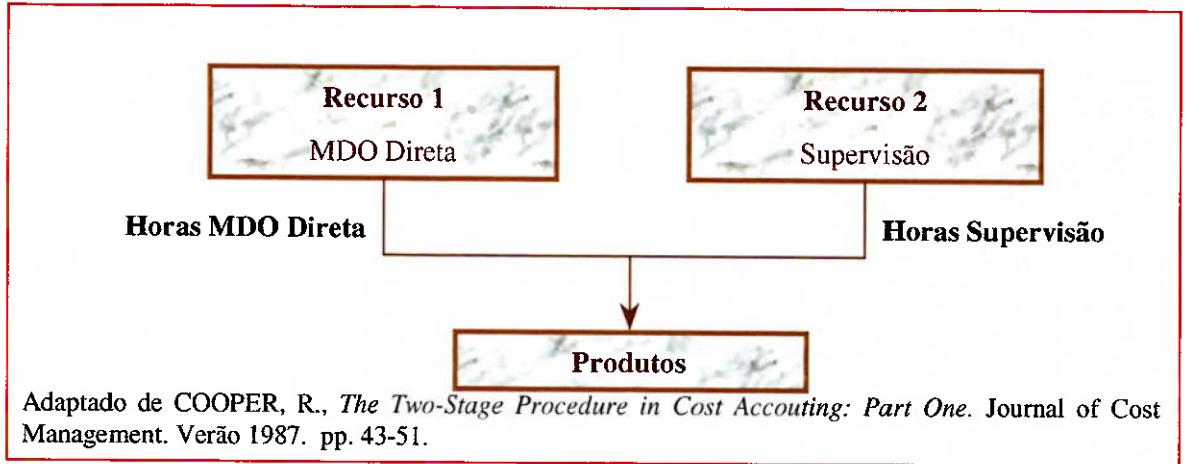 Recurso 1
MDO Direta
Recurso 2
Supervisão
Horas MDO Direta
Horas Supervisão
Produtos
Adaptado de COOPER, R., The Two-Stage Procedure in Cost Accouting: Part One. Journal of Cost
Management. Verão 1987. pp. 43-51.